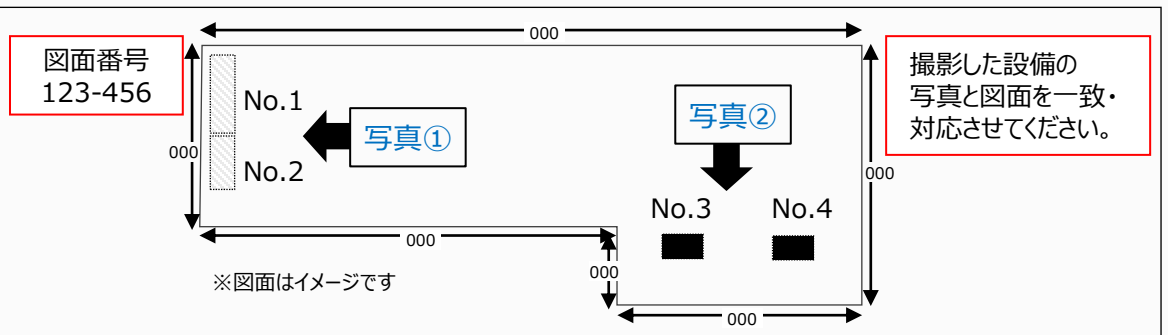 000
図面番号
123-456
撮影した設備の
写真と図面を一致・
対応させてください。
No.1
写真①
写真②
000
No.2
000
No.3
No.4
000
000
※図面はイメージです
000